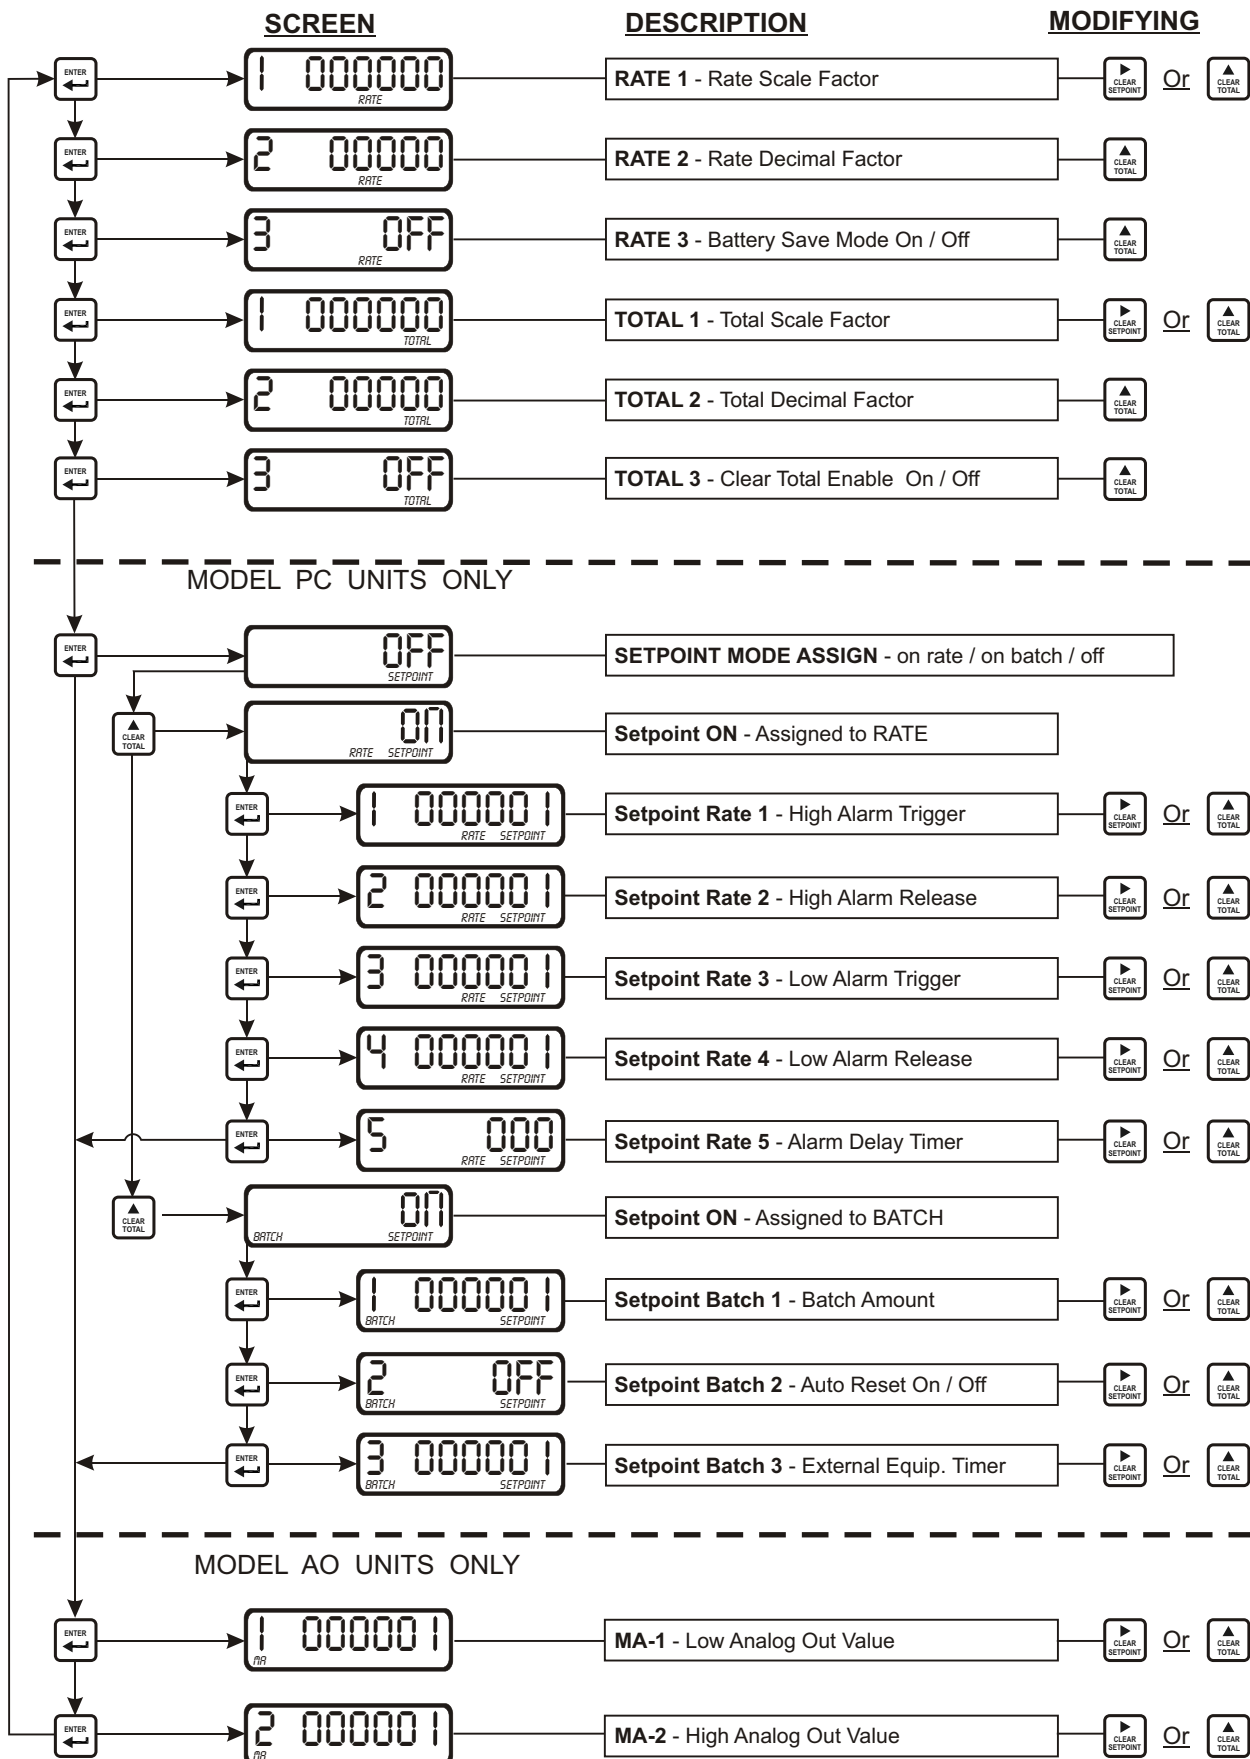 SCREEN DESCRIPTION MODIFYING
ENTER 1 000000 RATE RATE 1 - Rate Scale Factor CLEAR SETPOINT Or CLEAR TOTAL
ENTER 2 00000 RATE RATE 2 - Rate Decimal Factor CLEAR TOTAL
ENTER 3 OFF RATE RATE 3 - Battery Save Mode On / Off CLEAR TOTAL
ENTER 1 000000 TOTAL TOTAL 1 - Total Scale Factor CLEAR SETPOINT Or CLEAR TOTAL
ENTER 2 00000 TOTAL TOTAL 2 - Total Decimal Factor CLEAR TOTAL
ENTER 3 OFF TOTAL TOTAL 3 - Clear Total Enable On / Off CLEAR TOTAL
MODEL PC UNITS ONLY
ENTER OFF SETPOINT SETPOINT MODE ASSIGN - on rate / on batch / off
CLEAR TOTAL ON RATE SETPOINT Setpoint ON - Assigned to RATE
ENTER 1 000001 RATE SETPOINT Setpoint Rate 1 - High Alarm Trigger CLEAR SETPOINT Or CLEAR TOTAL
ENTER 2 000001 RATE SETPOINT Setpoint Rate 2 - High Alarm Release CLEAR SETPOINT Or CLEAR TOTAL
ENTER 3 000001 RATE SETPOINT Setpoint Rate 3 - Low Alarm Trigger CLEAR SETPOINT Or CLEAR TOTAL
ENTER 4 000001 RATE SETPOINT Setpoint Rate 4 - Low Alarm Release CLEAR SETPOINT Or CLEAR TOTAL
ENTER 5 000 RATE SETPOINT Setpoint Rate 5 - Alarm Delay Timer CLEAR SETPOINT Or CLEAR TOTAL
CLEAR TOTAL ON BATCH SETPOINT Setpoint ON - Assigned to BATCH
ENTER 1 000001 BATCH SETPOINT Setpoint Batch 1 - Batch Amount CLEAR SETPOINT Or CLEAR TOTAL
ENTER 2 OFF BATCH SETPOINT Setpoint Batch 2 - Auto Reset On / Off CLEAR SETPOINT Or CLEAR TOTAL
ENTER 3 000001 BATCH SETPOINT Setpoint Batch 3 - External Equip. Timer CLEAR SETPOINT Or CLEAR TOTAL
MODEL AO UNITS ONLY
ENTER 1 000001 MA MA-1 - Low Analog Out Value CLEAR SETPOINT Or CLEAR TOTAL
ENTER 2 000001 MA MA-2 - High Analog Out Value CLEAR SETPOINT Or CLEAR TOTAL